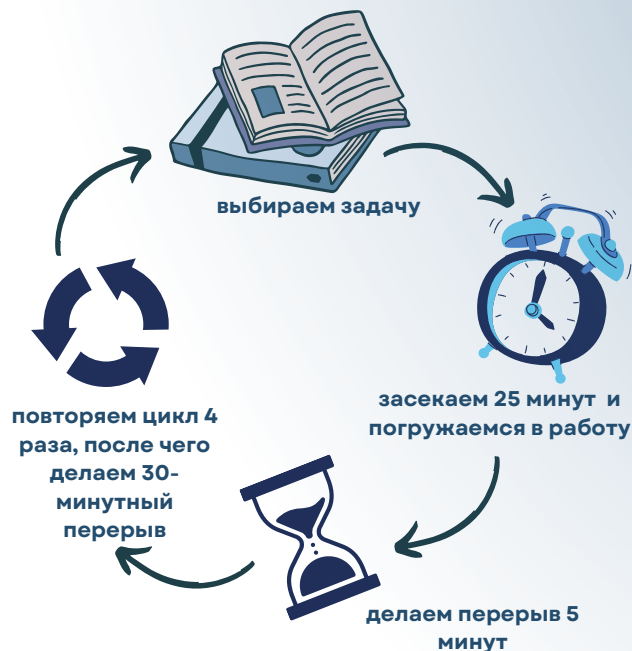 выбираем задачу
засекаем 25 минут и
погружаемся в работу
делаем перерыв 5
минут
повторяем цикл 4
раза, после чего
делаем 30-
минутный
перерыв